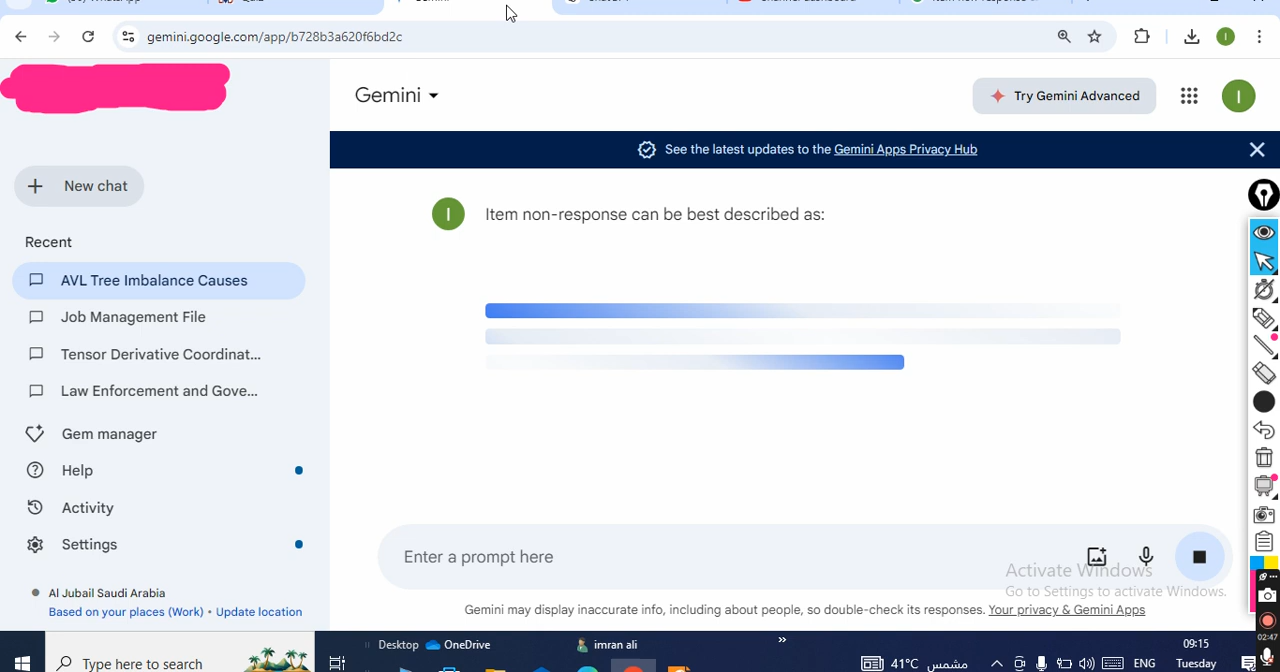 gemini.google.com/app/b728b3a620f6bd2c
Gemini
Try Gemini Advanced
See the latest updates to the Gemini Apps Privacy Hub
New chat
Item non-response can be best described as:
Recent
AVL Tree Imbalance Causes
Job Management File
Tensor Derivative Coordinat...
Law Enforcement and Gove...
Gem manager
Help
Activity
Settings
Enter a prompt here
Activate Windows
Go to Settings to activate Windows.
Al Jubail Saudi Arabia
Based on your places (Work) • Update location
Gemini may display inaccurate info, including about people, so double-check its responses. Your privacy & Gemini Apps
02:47
Desktop
OneDrive
imran ali
09:15
Type here to search
41°C مشمس
ENG
Tuesday